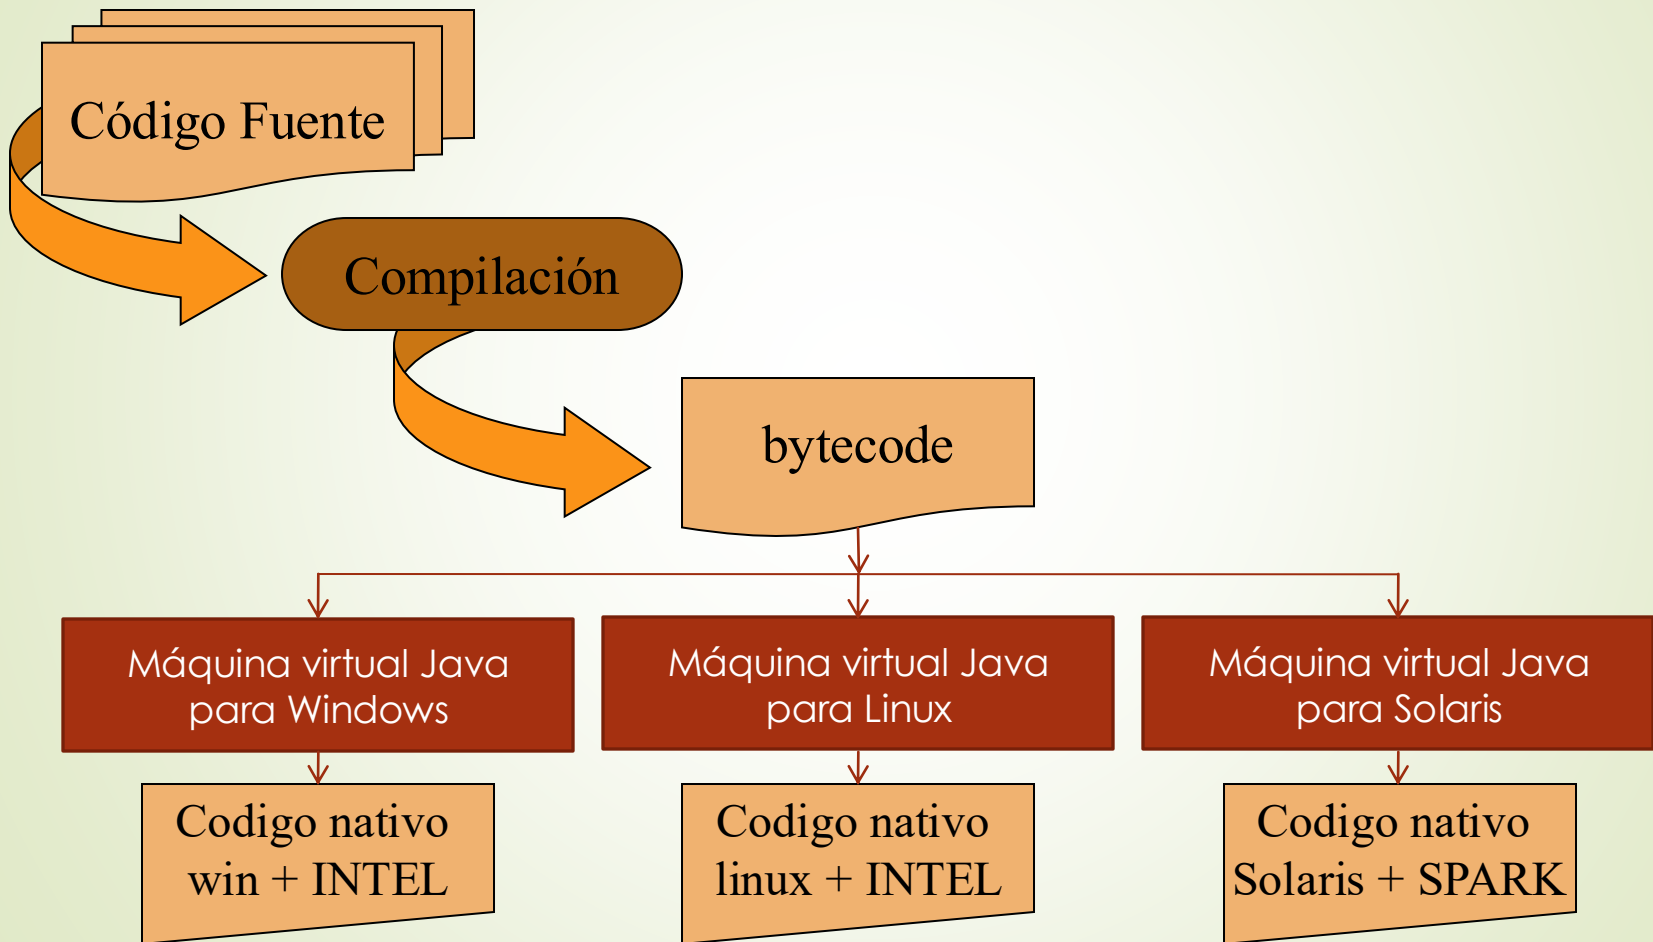 Código Fuente
Compilación
bytecode
Máquina virtual Java
para Windows
Máquina virtual Java
para Linux
Máquina virtual Java
para Solaris
Codigo nativo
win + INTEL
Codigo nativo
linux + INTEL
Codigo nativo
Solaris + SPARK